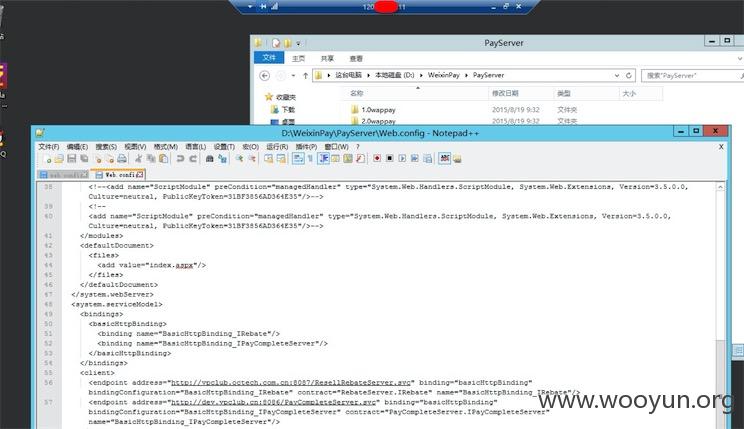 120. 11
PayServer
文件 主页 共享 查看
这台电脑 本地磁盘 (D:) WeixinPay PayServer 搜索"PayServer"
名称 修改日期 类型 大小
收藏夹
下载
桌面
1.0wappay 2015/8/19 9:32 文件夹
2.0wappay 2015/8/19 9:32 文件夹
D:\WeixinPay\PayServer\Web.config - Notepad++
文件(F) 编辑(E) 搜索(S) 视图(V) 格式(M) 语言(L) 设置(T) 宏(O) 运行(R) 插件(P) 窗口(W) ? X
web.config Web.config
38 <!--<add name="ScriptModule" preCondition="managedHandler" type="System.Web.Handlers.ScriptModule, System.Web.Extensions, Version=3.5.0.0,
Culture=neutral, PublicKeyToken=31BF3856AD364E35"/>-->
39 <!--
40 <add name="ScriptModule" preCondition="managedHandler" type="System.Web.Handlers.ScriptModule, System.Web.Extensions, Version=3.5.0.0,
Culture=neutral, PublicKeyToken=31BF3856AD364E35"/>-->
41 </modules>
42 <defaultDocument>
43 <files>
44 <add value="index.aspx"/>
45 </files>
46 </defaultDocument>
47 </system.webServer>
48 <system.serviceModel>
49 <bindings>
50 <basicHttpBinding>
51 <binding name="BasicHttpBinding_IRebate"/>
52 <binding name="BasicHttpBinding_IPayCompleteServer"/>
53 </basicHttpBinding>
54 </bindings>
55 <client>
56 <endpoint address="http://vpclub.octech.com.cn:8087/ResellRebateServer.svc" binding="basicHttpBinding"
bindingConfiguration="BasicHttpBinding_IRebate" contract="RebateServer.IRebate" name="BasicHttpBinding_IRebate"/>
57 <endpoint address="http://dev.vpclub.cn:8086/PayCompleteServer.svc" binding="basicHttpBinding"
bindingConfiguration="BasicHttpBinding_IPayCompleteServer" contract="PayCompleteServer.IPayCompleteServer"
name="BasicHttpBinding_IPayCompleteServer"/>
www.wooyun.org